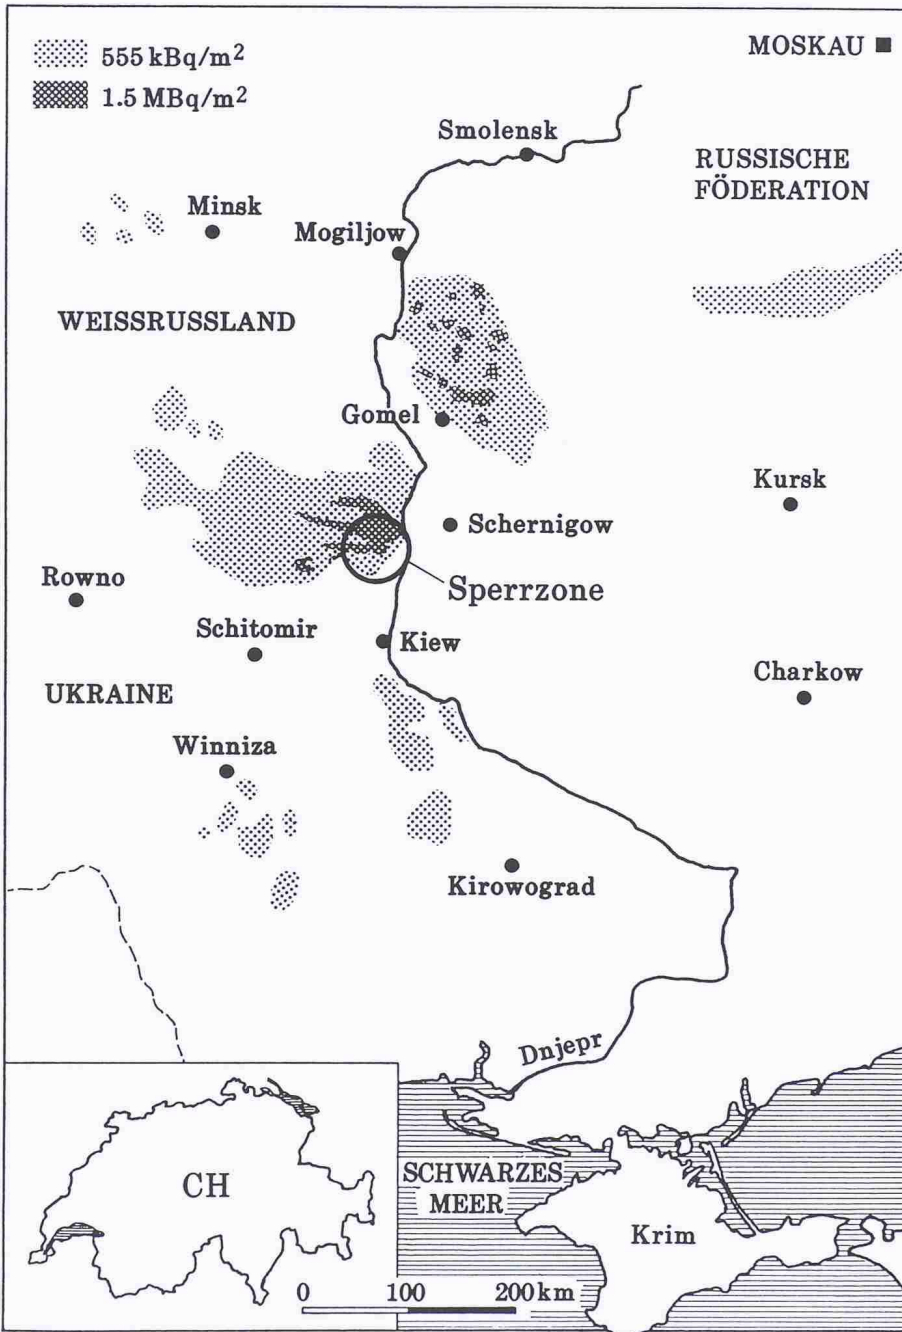 555 kBq/m²
1.5 MBq/m²
MOSKAU
Smolensk
RUSSISCHE
FÖDERATION
Minsk
Mogiljow
WEISSRUSSLAND
Gomel
Kursk
Schernigow
Sperrzone
Rowno
Schitomir
Kiew
UKRAINE
Charkow
Winniza
Kirowograd
Dnjepr
CH
SCHWARZES
MEER
Krim
0 100 200 km